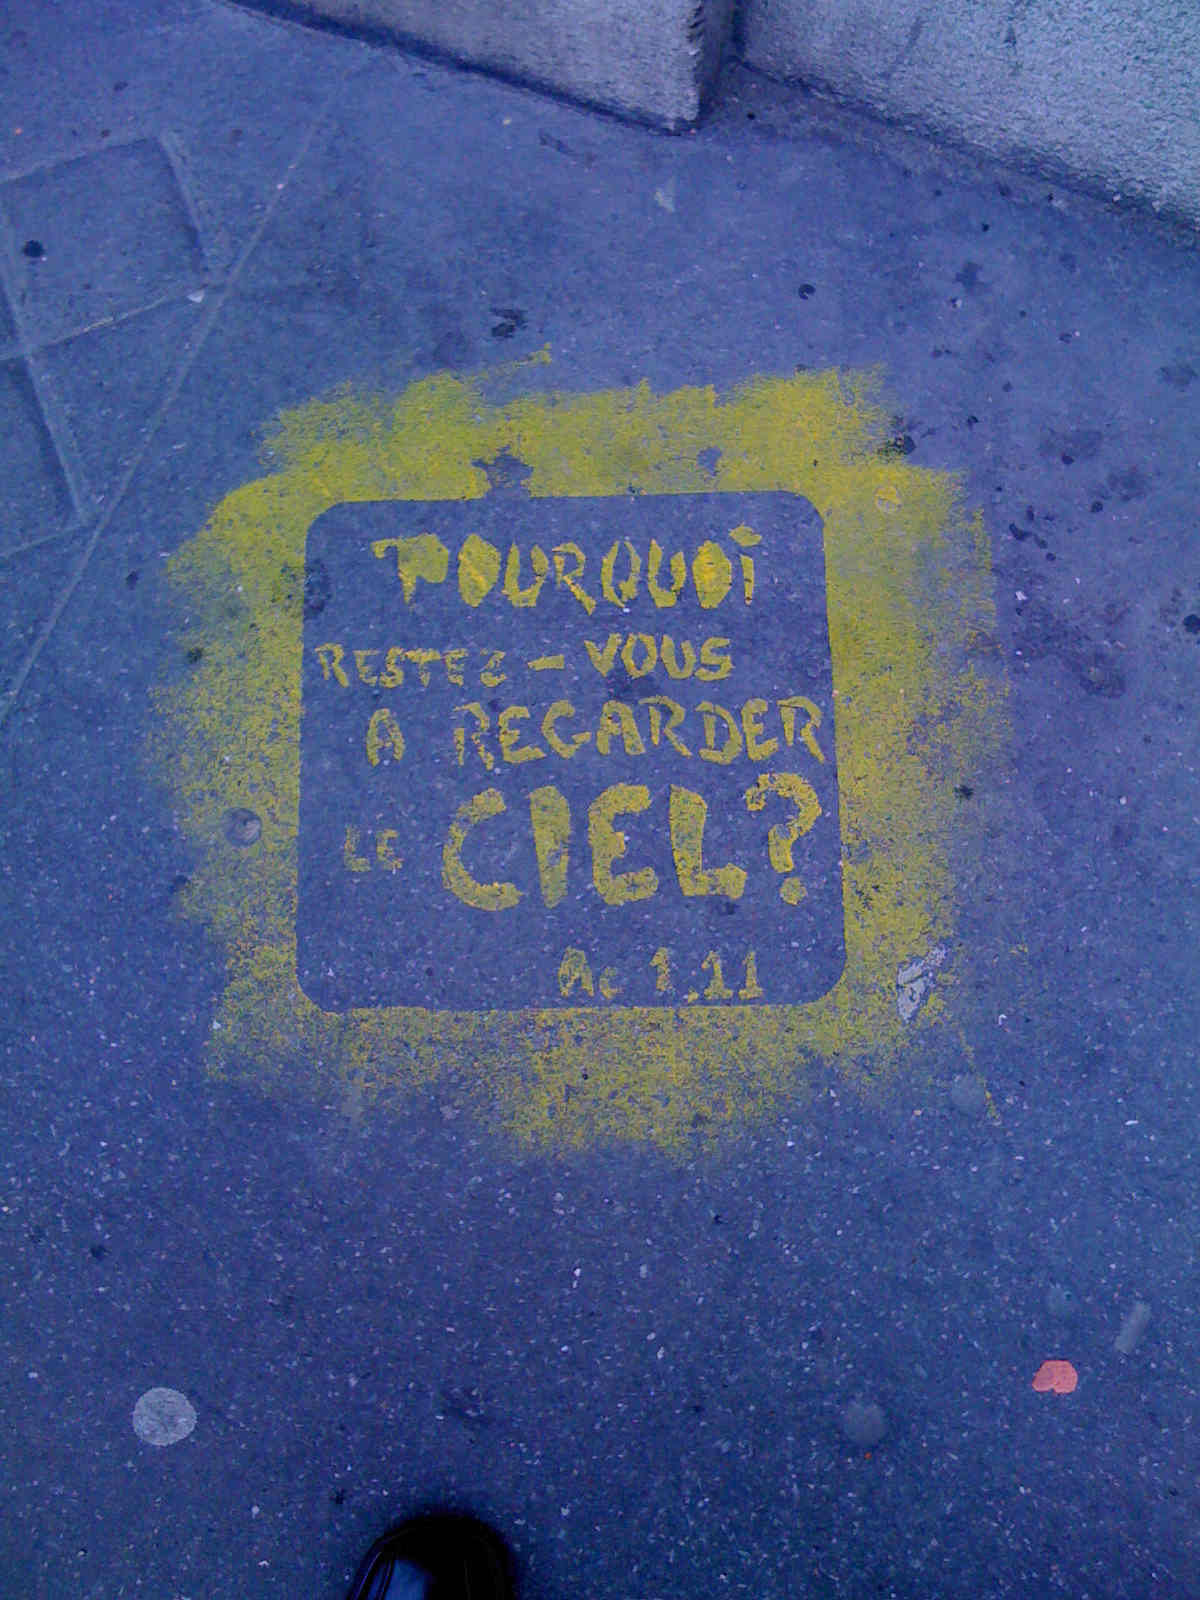 POURQUOI
RESTEZ-VOUS
A REGARDER
LE CIEL?
Ac 1,11